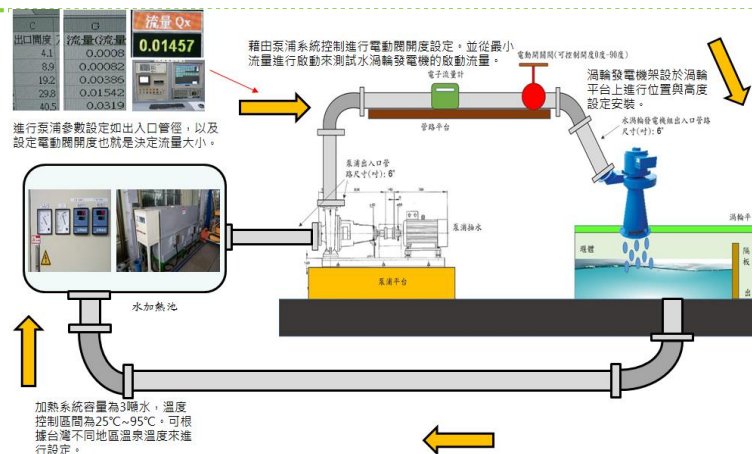 C G
出口開度 流量G流量
4.1 0.0008
8.9 0.00082
19.2 0.00386
29.8 0.01542
40.5 0.0319
流量 Qx
0.01457
進行泵浦參數設定如出入口管徑，以及
設定電動閥開度也就是決定流量大小。
藉由泵浦系統控制進行電動閥開度設定。並從最小
流量進行啟動來測試水渦輪發電機的啟動流量。
電子流量計
電動閥開關(可控制開度0度-90度)
管路平台
渦輪發電機架設於渦輪
平台上進行位置與高度
設定安裝。
水渦輪發電機組出入口管路
尺寸(吋): 6"
泵浦出入口管
路尺寸(吋): 6"
泵浦抽水
泵浦平台
渦輪平
隔
板
出
水加熱池
加熱系統容量為3噸水，溫度
控制區間為25℃~95℃。可根
據台灣不同地區溫泉溫度來進
行設定。